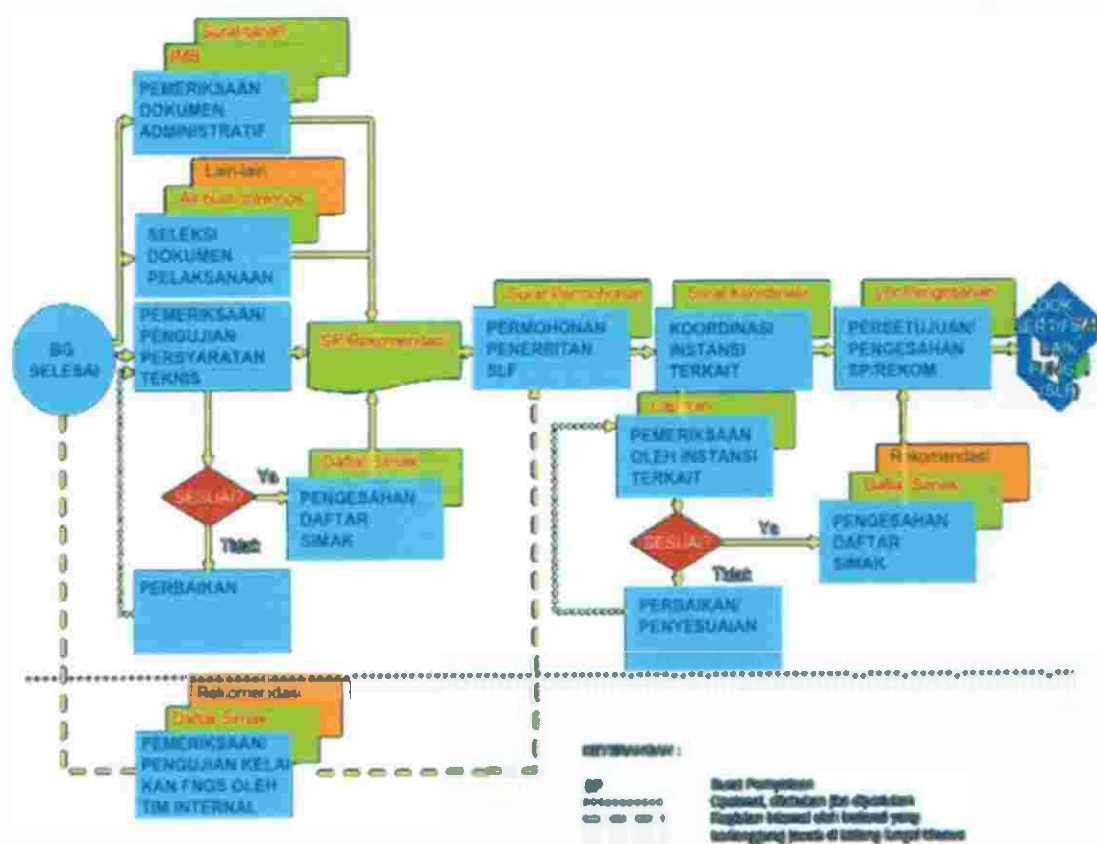 Surat tanah
IMB
PEMERIKSAAN
DOKUMEN
ADMINISTRATIF
Lain-lain
SELEKSI
DOKUMEN
PELAKSANAAN
BG
SELESAI
PEMERIKSAAN/
PENGUJIAN
PERSYARATAN
TEKNIS
SP/Rekomendasi
Surat Permohonan
PERMOHONAN
PENERBITAN
SLF
Surat Koordinasi
KOORDINASI
INSTANSI
TERKAIT
Pengesahan
PERSETUJUAN/
PENGESAHAN
SP/REKOM.
SESUAI?
Ya
Tidak
Daftar Simak
PENGESAHAN
DAFTAR
SIMAK
PERBAIKAN
Laporan
PEMERIKSAAN
OLEH INSTANSI
TERKAIT
SESUAI?
Ya
Tidak
Rekomendasi
Daftar Simak
PENGESAHAN
DAFTAR
SIMAK
PERBAIKAN/
PENYESUAIAN
Rekomendasi
Daftar Simak
PEMERIKSAAN/
PENGUJIAN KELAI
KAN FNGS OLEH
TIM INTERNAL
KETERANGAN :
SP
Surat Pernyataan